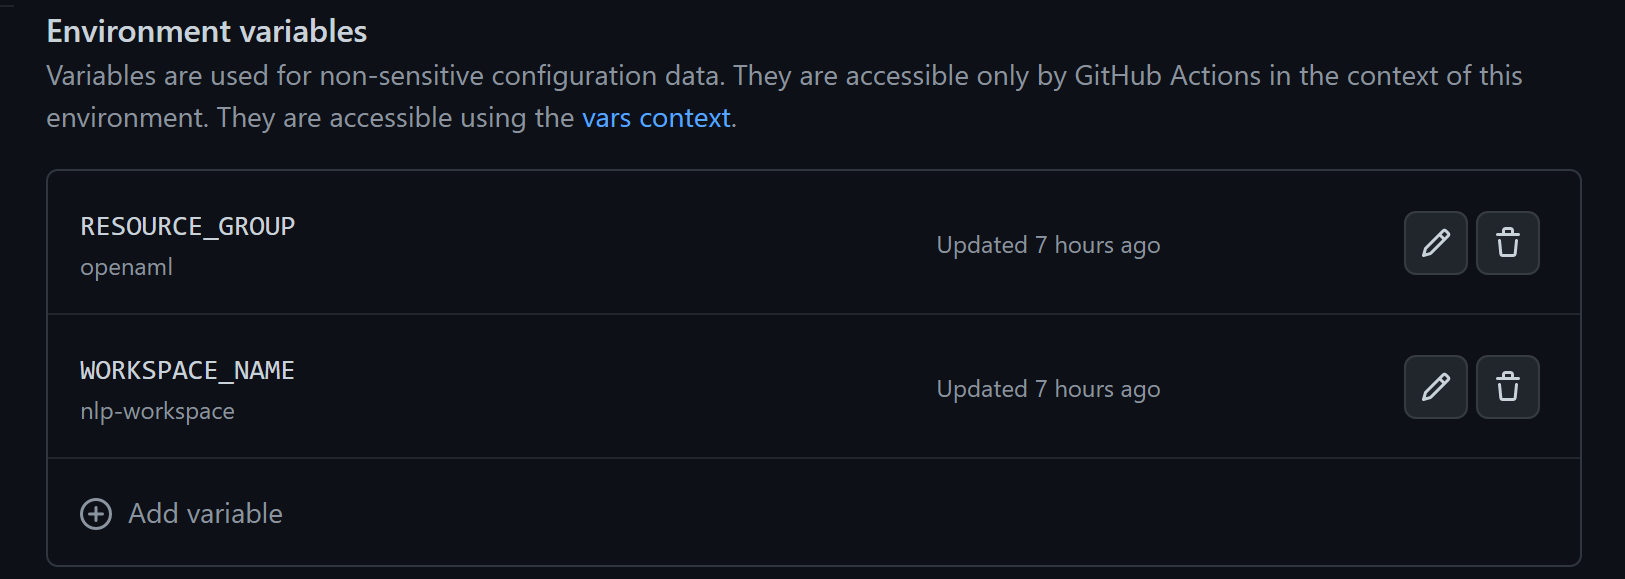 Environment variables
Variables are used for non-sensitive configuration data. They are accessible only by GitHub Actions in the context of this
environment. They are accessible using the vars context.
RESOURCE_GROUP
openaml
Updated 7 hours ago
WORKSPACE_NAME
nlp-workspace
Updated 7 hours ago
Add variable